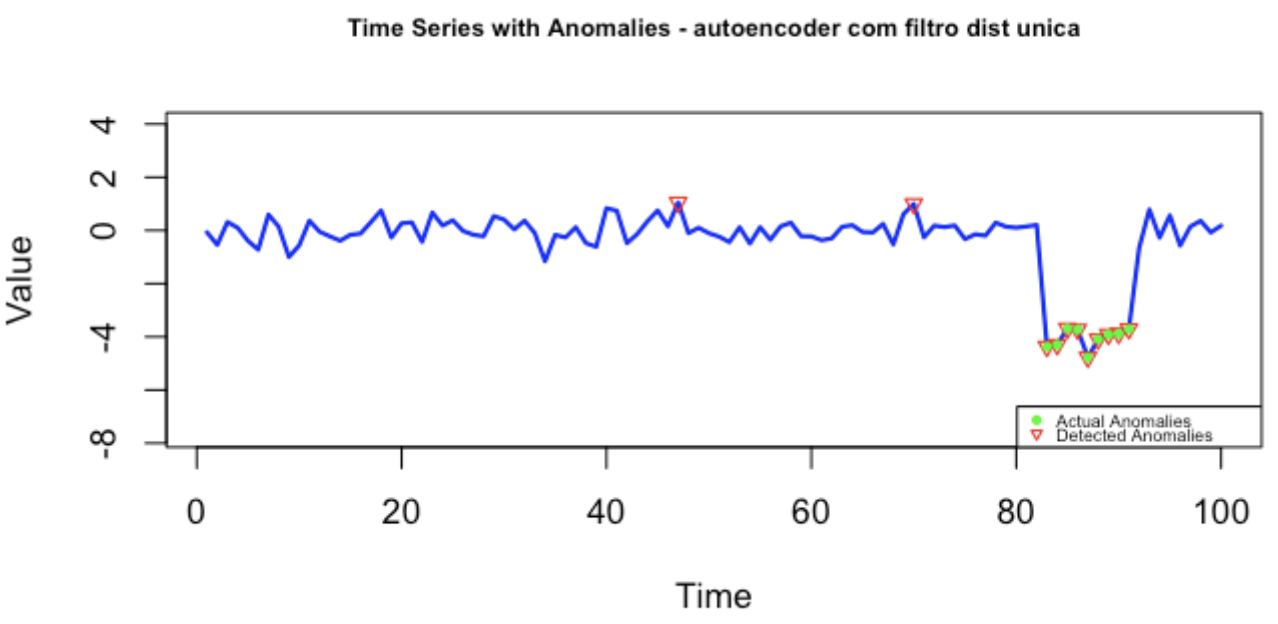 Time Series with Anomalies - autoencoder com filtro dist unica
Value
4
2
0
-4
-8
Actual Anomalies
Detected Anomalies
0 20 40 60 80 100
Time